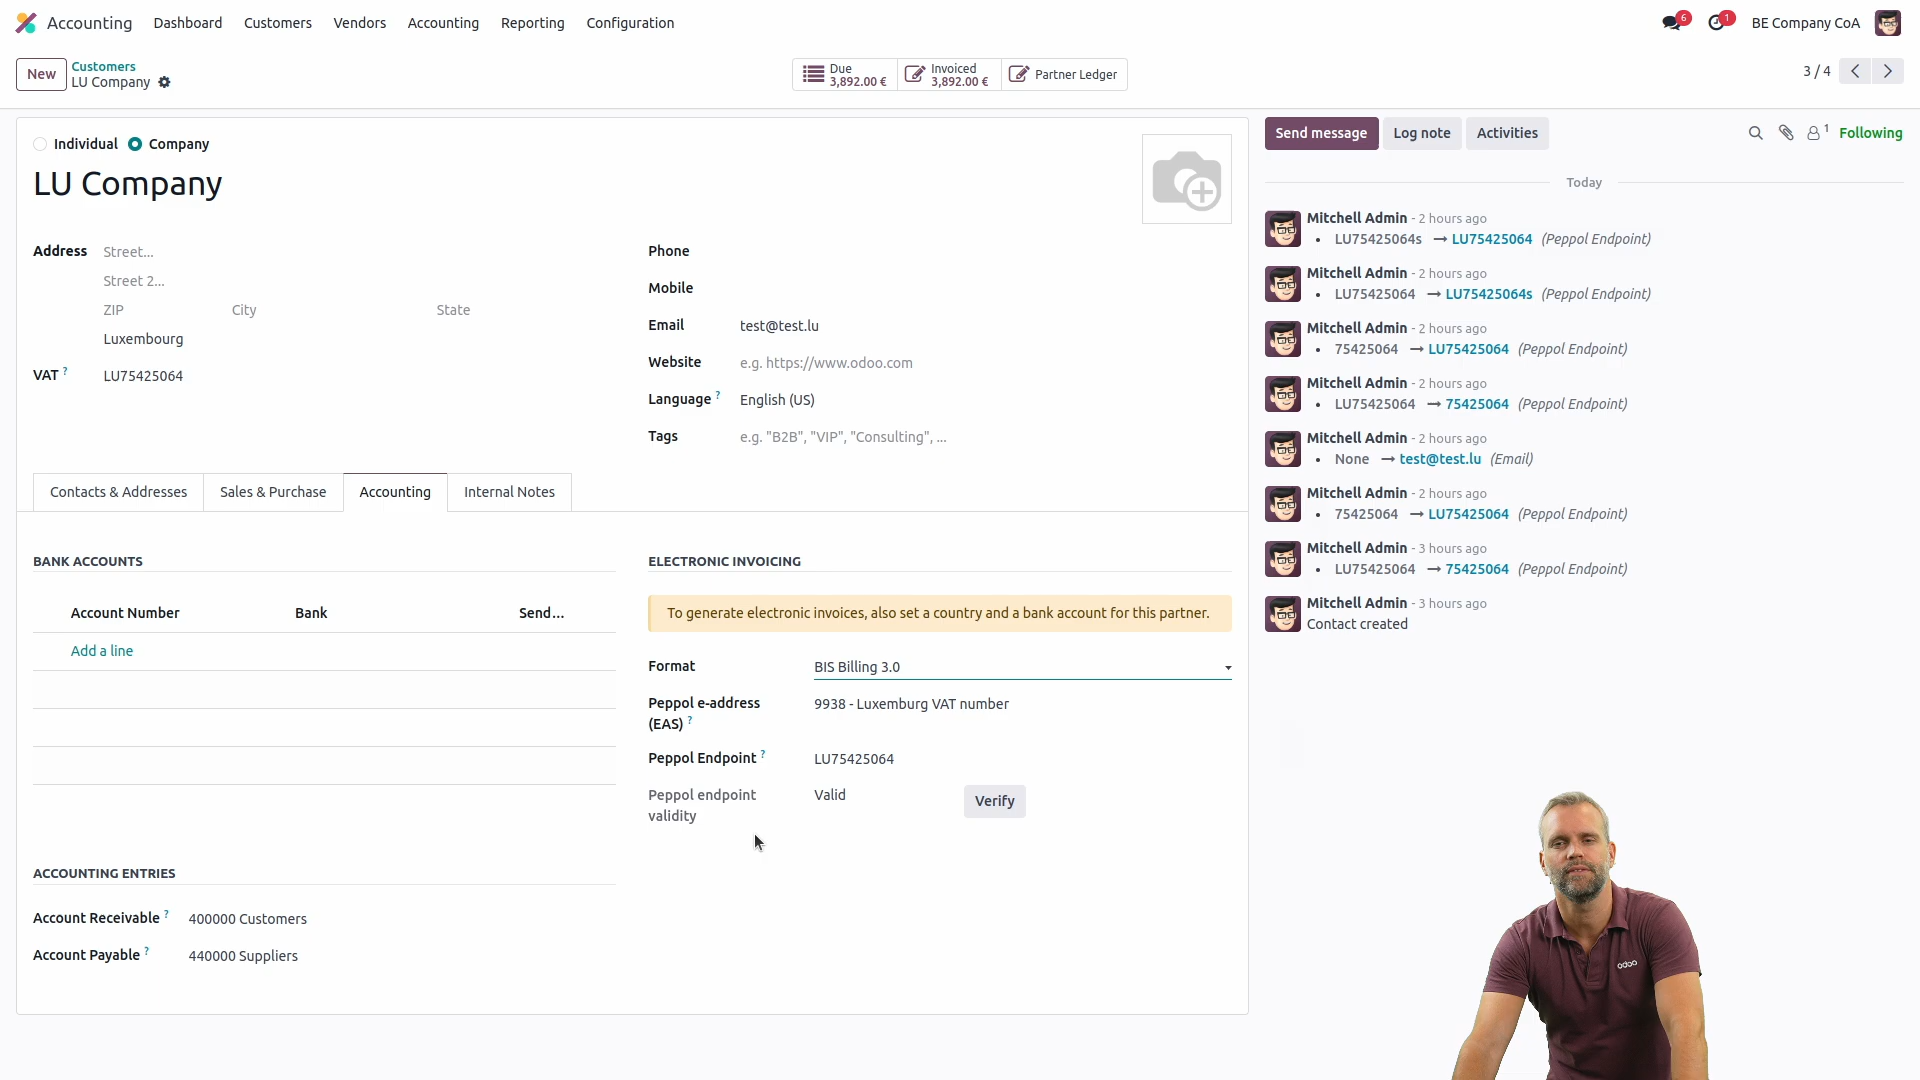 Accounting Dashboard Customers Vendors Accounting Reporting Configuration 6 1 BE Company CoA
New
Customers
LU Company
Due
3,892.00 €
Invoiced
3,892.00 €
Partner Ledger
3 / 4
Individual Company
LU Company
Address Street...
Street 2...
ZIP City State
Luxembourg
VAT ? LU75425064
Phone
Mobile
Email test@test.lu
Website e.g. https://www.odoo.com
Language ? English (US)
Tags e.g. "B2B", "VIP", "Consulting", ...
Contacts & Addresses Sales & Purchase Accounting Internal Notes
BANK ACCOUNTS
Account Number Bank Send...
Add a line
ELECTRONIC INVOICING
To generate electronic invoices, also set a country and a bank account for this partner.
Format BIS Billing 3.0
Peppol e-address
(EAS) ? 9938 - Luxemburg VAT number
Peppol Endpoint ? LU75425064
Peppol endpoint
validity Valid Verify
ACCOUNTING ENTRIES
Account Receivable ? 400000 Customers
Account Payable ? 440000 Suppliers
Send message Log note Activities 1 Following
Today
Mitchell Admin - 2 hours ago
• LU75425064s → LU75425064 (Peppol Endpoint)
Mitchell Admin - 2 hours ago
• LU75425064 → LU75425064s (Peppol Endpoint)
Mitchell Admin - 2 hours ago
• 75425064 → LU75425064 (Peppol Endpoint)
Mitchell Admin - 2 hours ago
• LU75425064 → 75425064 (Peppol Endpoint)
Mitchell Admin - 2 hours ago
• None → test@test.lu (Email)
Mitchell Admin - 2 hours ago
• 75425064 → LU75425064 (Peppol Endpoint)
Mitchell Admin - 3 hours ago
• LU75425064 → 75425064 (Peppol Endpoint)
Mitchell Admin - 3 hours ago
Contact created
odoo